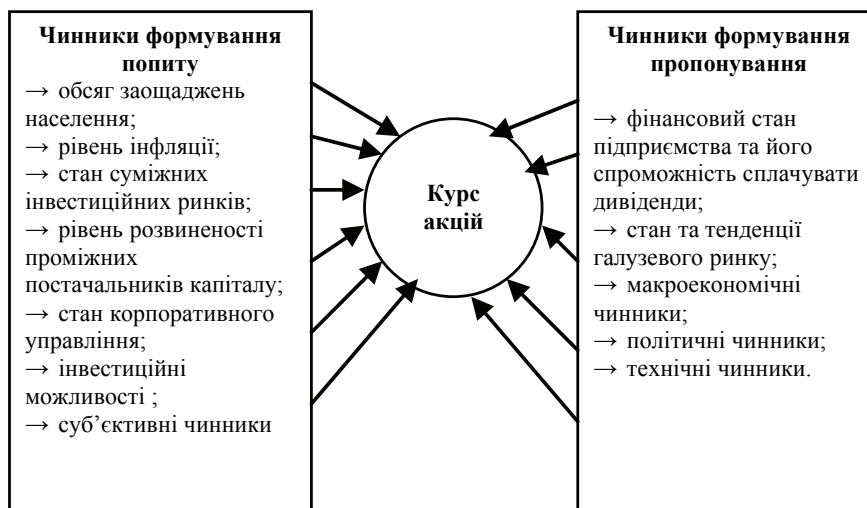 Чинники формування
попиту
→ обсяг заощаджень
населення;
→ рівень інфляції;
→ стан суміжних
інвестиційних ринків;
→ рівень розвиненості
проміжних
постачальників капіталу;
→ стан корпоративного
управління;
→ інвестиційні
можливості ;
→ суб’єктивні чинники
Курс
акцій
Чинники формування
пропонування
→ фінансовий стан
підприємства та його
спроможність сплачувати
дивіденди;
→ стан та тенденції
галузевого ринку;
→ макроекономічні
чинники;
→ політичні чинники;
→ технічні чинники.